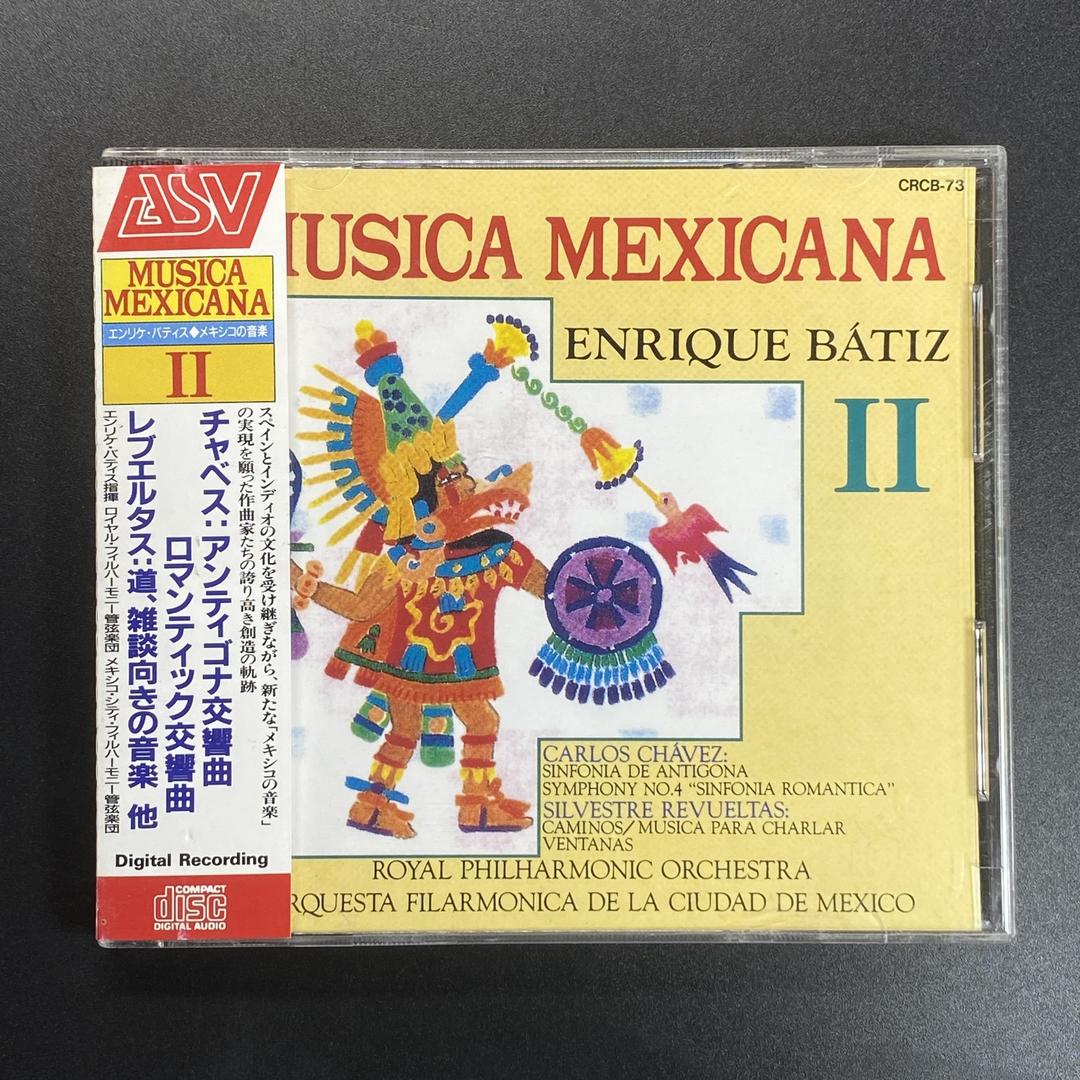 ASV
MUSICA
MEXICANA
エンリケ・バティス◆メキシコの音楽
II
スペインとインディオの文化を受け継ぎながら、新たな「メキシコの音楽」
の実現を願った作曲家たちの誇り高き創造の軌跡
チャベス:アンティゴナ交響曲
ロマンティック交響曲
レブエルタス:道、雑談向きの音楽 他
エンリケ・バティス指揮 ロイヤル・フィルハーモニー管弦楽団 メキシコ・シティ・フィルハーモニー管弦楽団
Digital Recording
COMPACT
disc
DIGITAL AUDIO
CRCB-73
MUSICA MEXICANA
ENRIQUE BÁTIZ
II
CARLOS CHÁVEZ:
SINFONIA DE ANTIGONA
SYMPHONY NO.4 “SINFONIA ROMANTICA”
SILVESTRE REVUELTAS:
CAMINOS/MUSICA PARA CHARLAR
VENTANAS
ROYAL PHILHARMONIC ORCHESTRA
RQUESTA FILARMONICA DE LA CIUDAD DE MEXICO